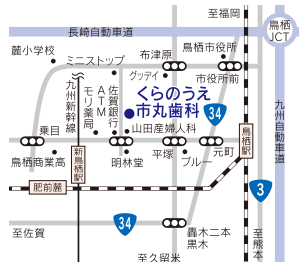 至福岡
長崎自動車道
鳥栖
JCT
麓小学校
ミニストップ
布津原
鳥栖市役所
グッデイ
市役所前
くらのうえ
市丸歯科
九州新幹線
モリ薬局
ATM
佐賀銀行
34
山田産婦人科
乗目
鳥栖商業高
新鳥栖駅
明林堂
平塚
ブルー
元町
鳥栖駅
九州自動車道
肥前麓
3
34
至佐賀
轟木二本
黒木
至久留米
至熊本